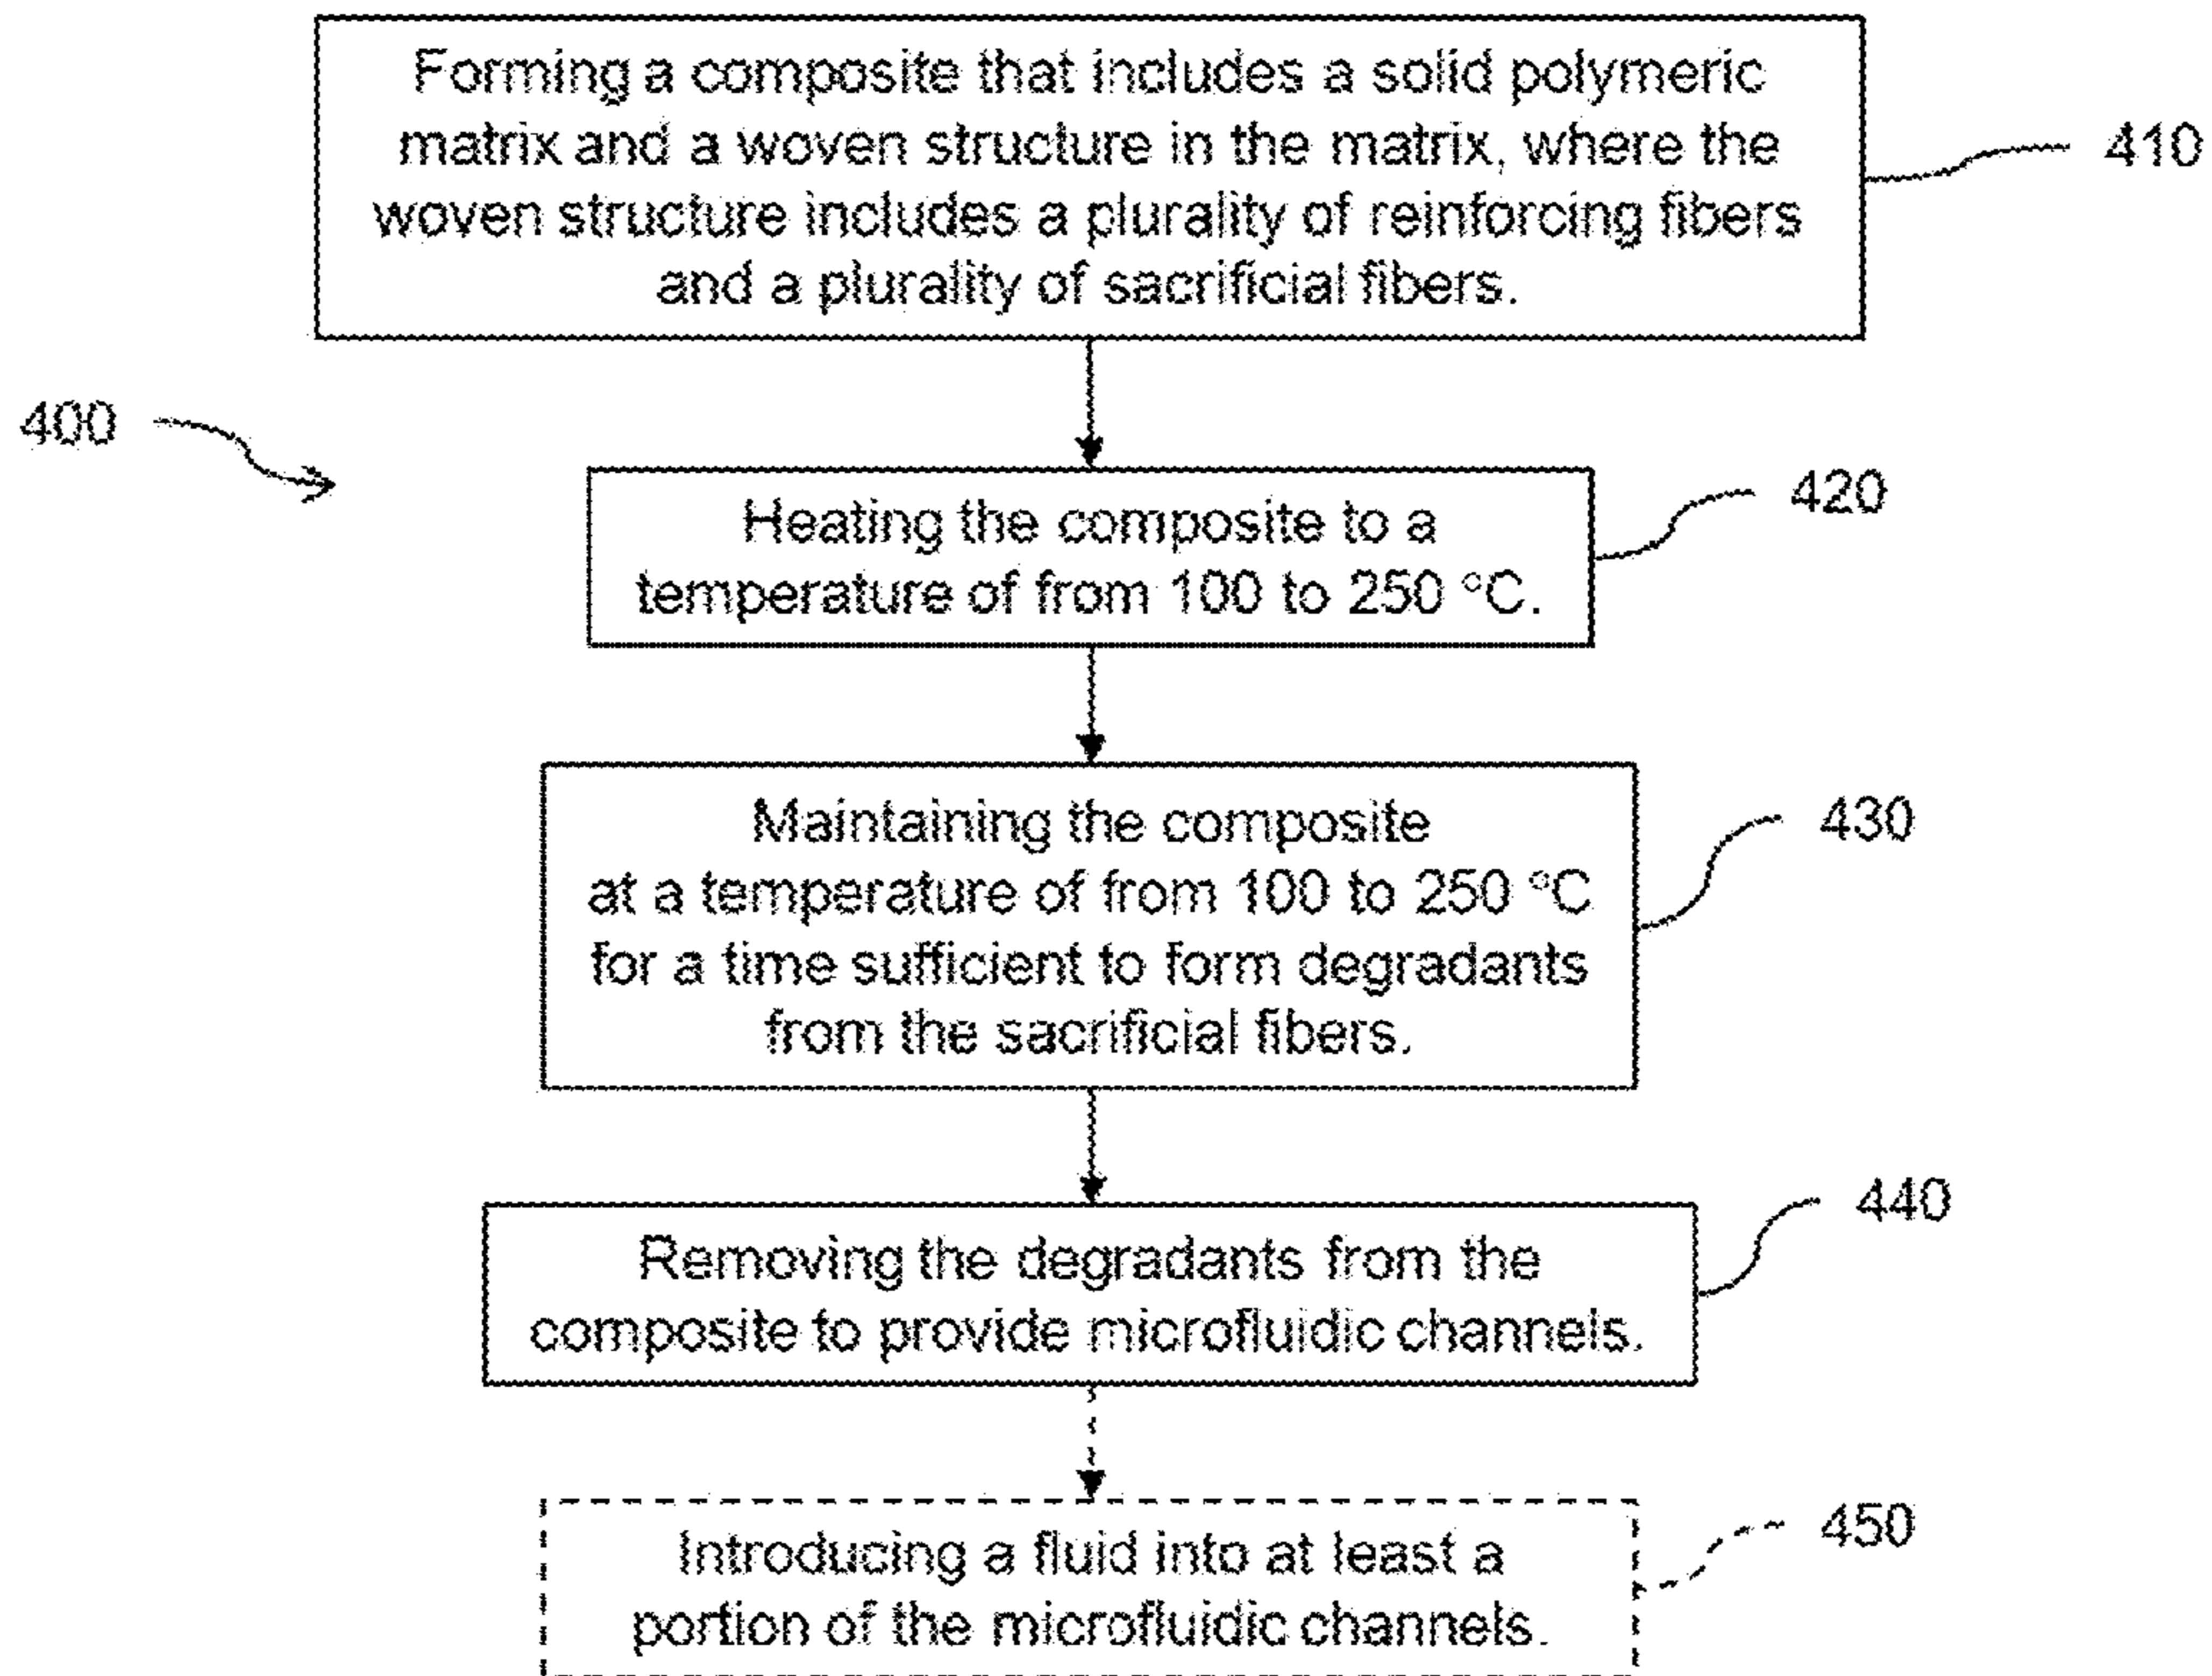 Forming a composite that includes a solid polymeric
matrix and a woven structure in the matrix, where the
woven structure includes a plurality of reinforcing fibers
and a plurality of sacrificial fibers.
410
400
Heating the composite to a
temperature of from 100 to 250 °C.
420
Maintaining the composite
at a temperature of from 100 to 250 °C
for a time sufficient to form degradants
from the sacrificial fibers.
430
Removing the degradants from the
composite to provide microfluidic channels.
440
Introducing a fluid into at least a
portion of the microfluidic channels.
450